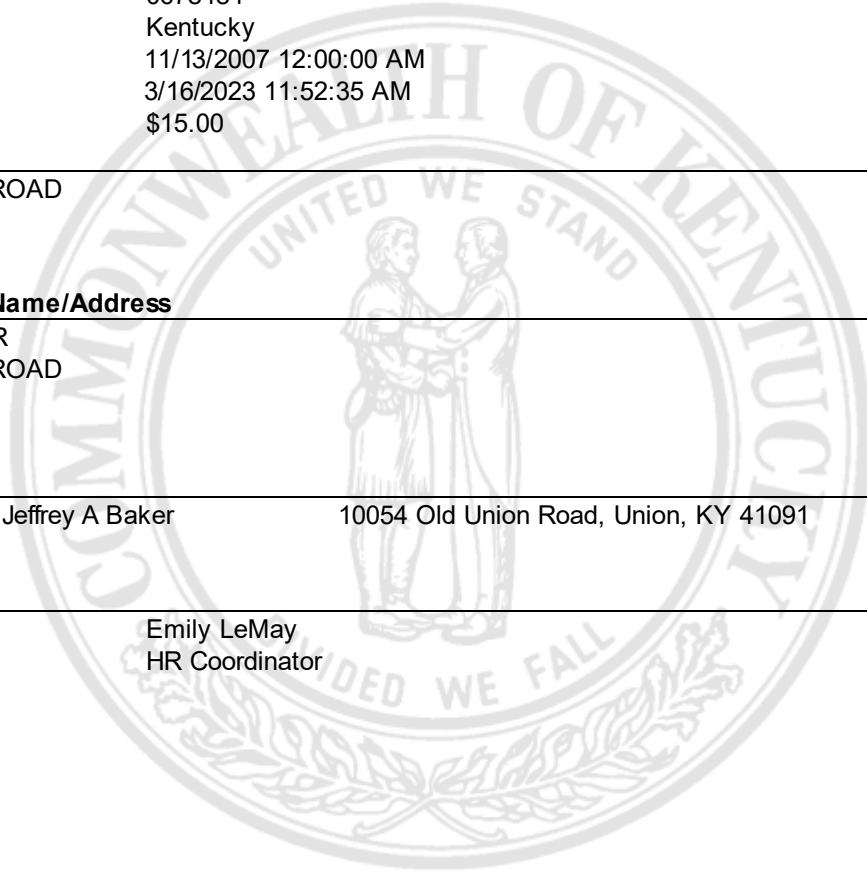 Kentucky
11/13/2007 12:00:00 AM
3/16/2023 11:52:35 AM
$15.00
ROAD
Name/Address
R
ROAD
Jeffrey A Baker 10054 Old Union Road, Union, KY 41091
Emily LeMay
HR Coordinator
COMMONWEALTH OF KENTUCKY
UNITED WE STAND
DIVIDED WE FALL